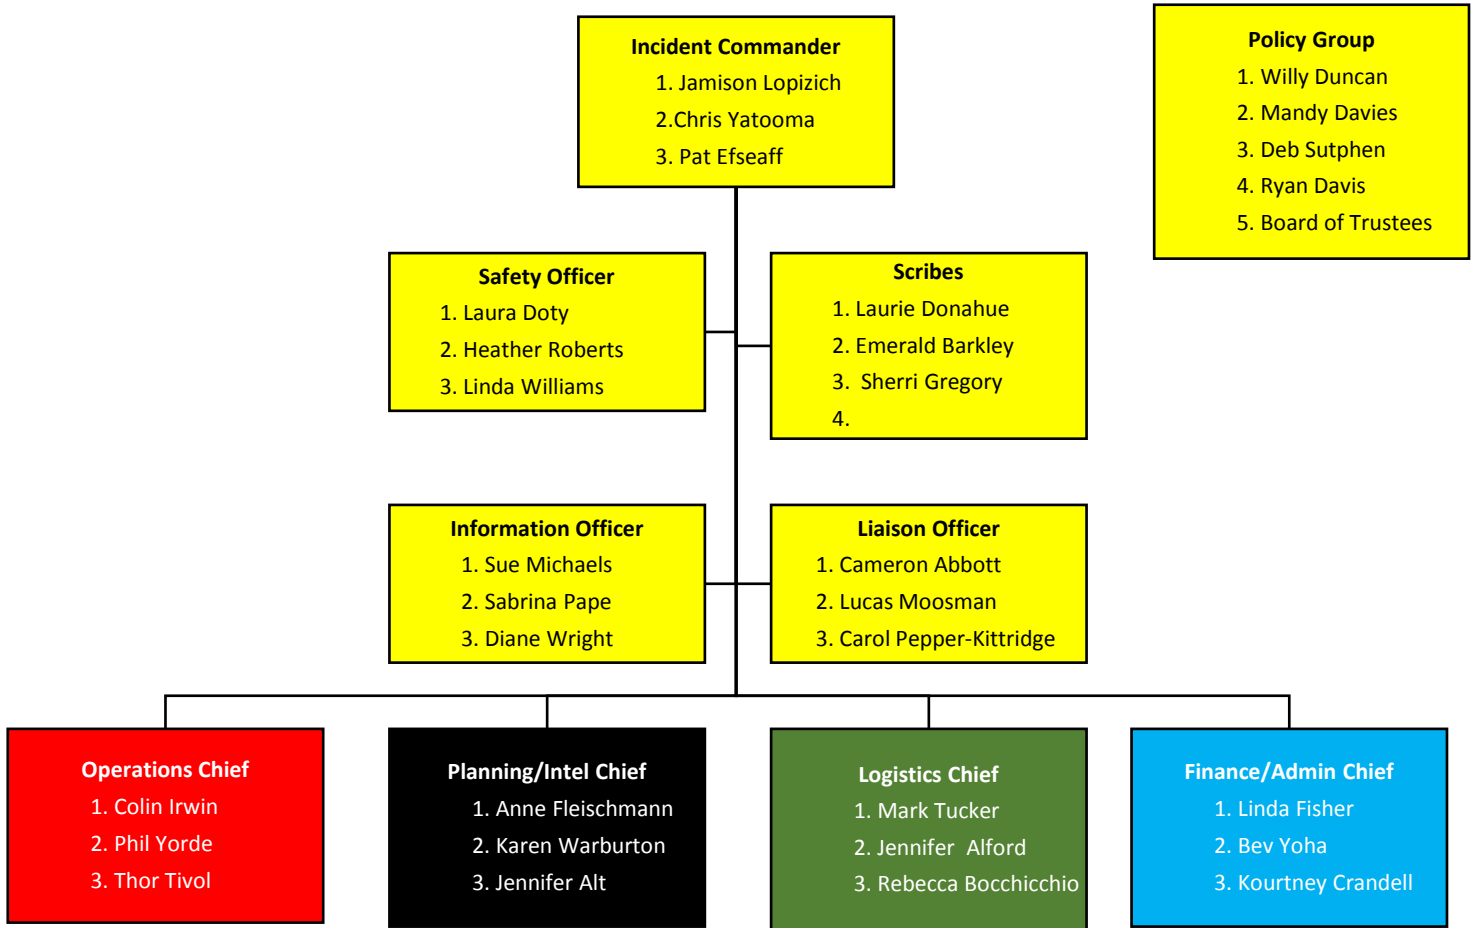 Incident Commander
1. Jamison Lopizich
2.Chris Yatooma
3. Pat Efseaff
Policy Group
1. Willy Duncan
2. Mandy Davies
3. Deb Sutphen
4. Ryan Davis
5. Board of Trustees
Safety Officer
1. Laura Doty
2. Heather Roberts
3. Linda Williams
Scribes
1. Laurie Donahue
2. Emerald Barkley
3. Sherri Gregory
4.
Information Officer
1. Sue Michaels
2. Sabrina Pape
3. Diane Wright
Liaison Officer
1. Cameron Abbott
2. Lucas Moosman
3. Carol Pepper-Kittridge
Operations Chief
1. Colin Irwin
2. Phil Yorde
3. Thor Tivol
Planning/Intel Chief
1. Anne Fleischmann
2. Karen Warburton
3. Jennifer Alt
Logistics Chief
1. Mark Tucker
2. Jennifer Alford
3. Rebecca Bocchicchio
Finance/Admin Chief
1. Linda Fisher
2. Bev Yoha
3. Kourtney Crandell